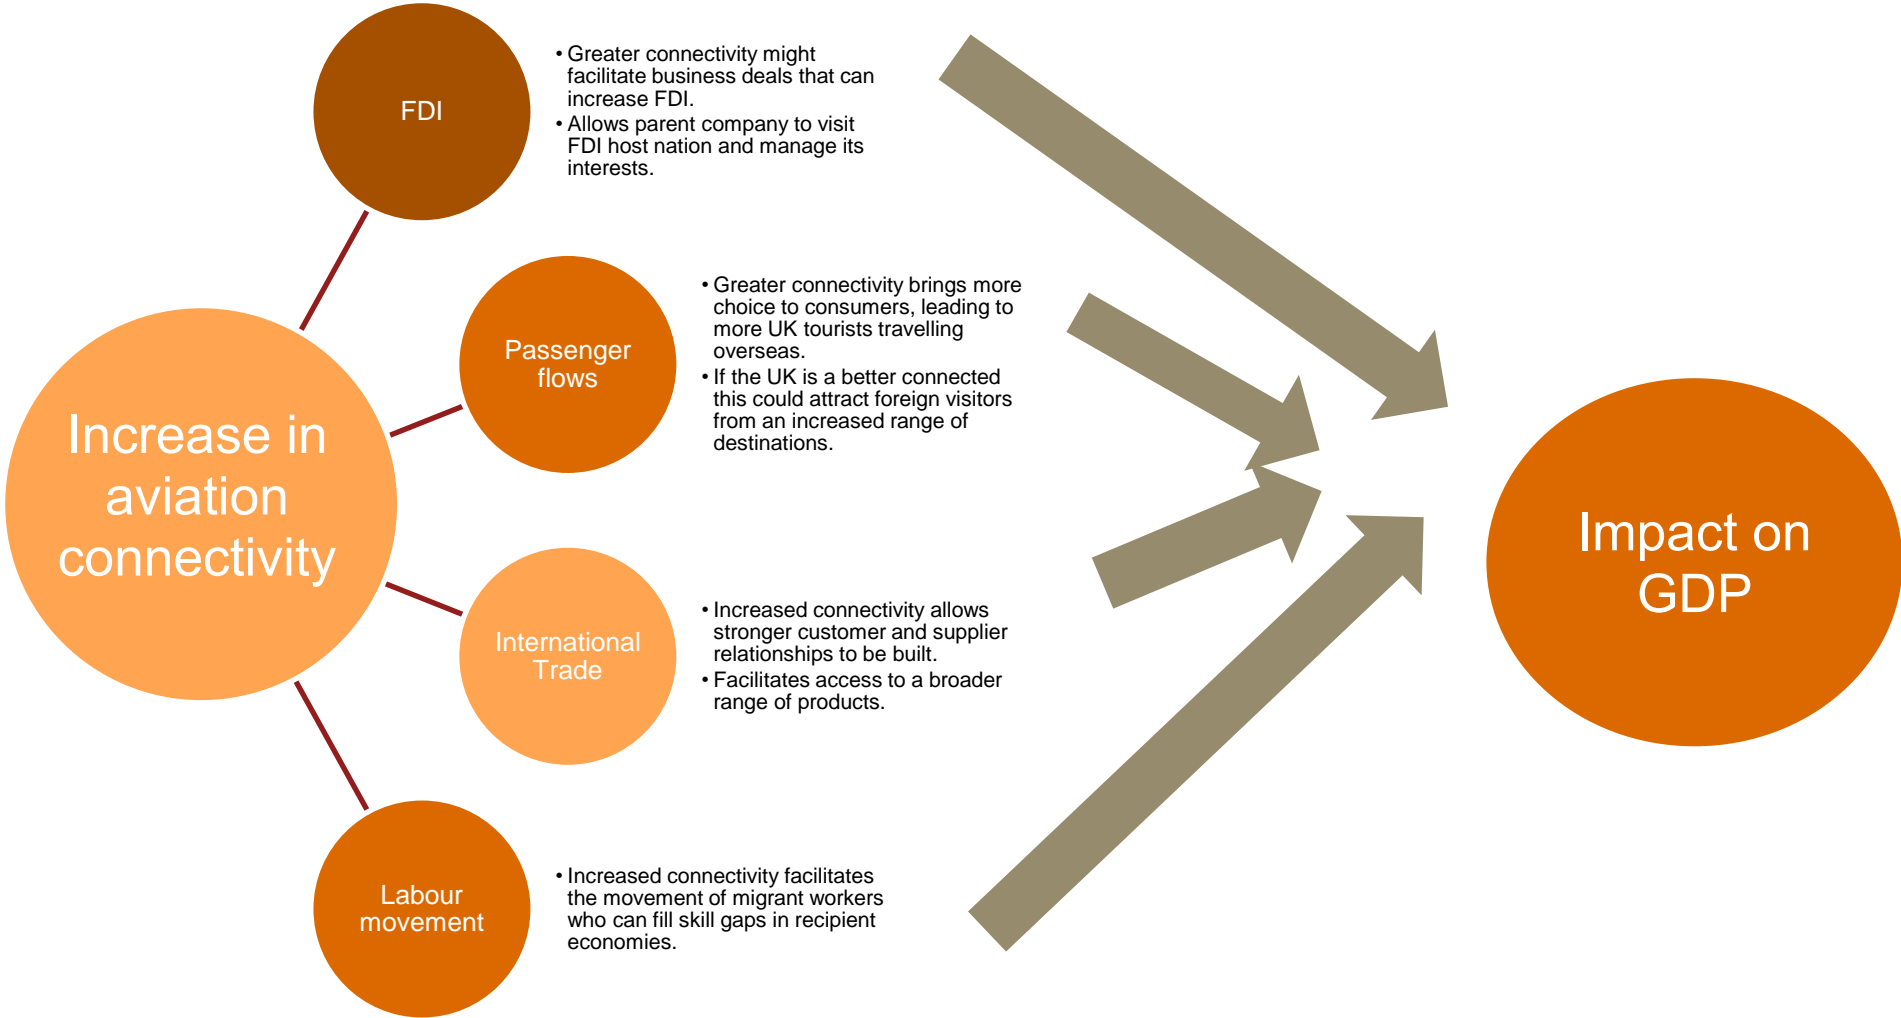 FDI
• Greater connectivity might
facilitate business deals that can
increase FDI.
• Allows parent company to visit
FDI host nation and manage its
interests.
Passenger
flows
• Greater connectivity brings more
choice to consumers, leading to
more UK tourists travelling
overseas.
• If the UK is a better connected
this could attract foreign visitors
from an increased range of
destinations.
Increase in
aviation
connectivity
Impact on
GDP
International
Trade
• Increased connectivity allows
stronger customer and supplier
relationships to be built.
• Facilitates access to a broader
range of products.
Labour
movement
• Increased connectivity facilitates
the movement of migrant workers
who can fill skill gaps in recipient
economies.